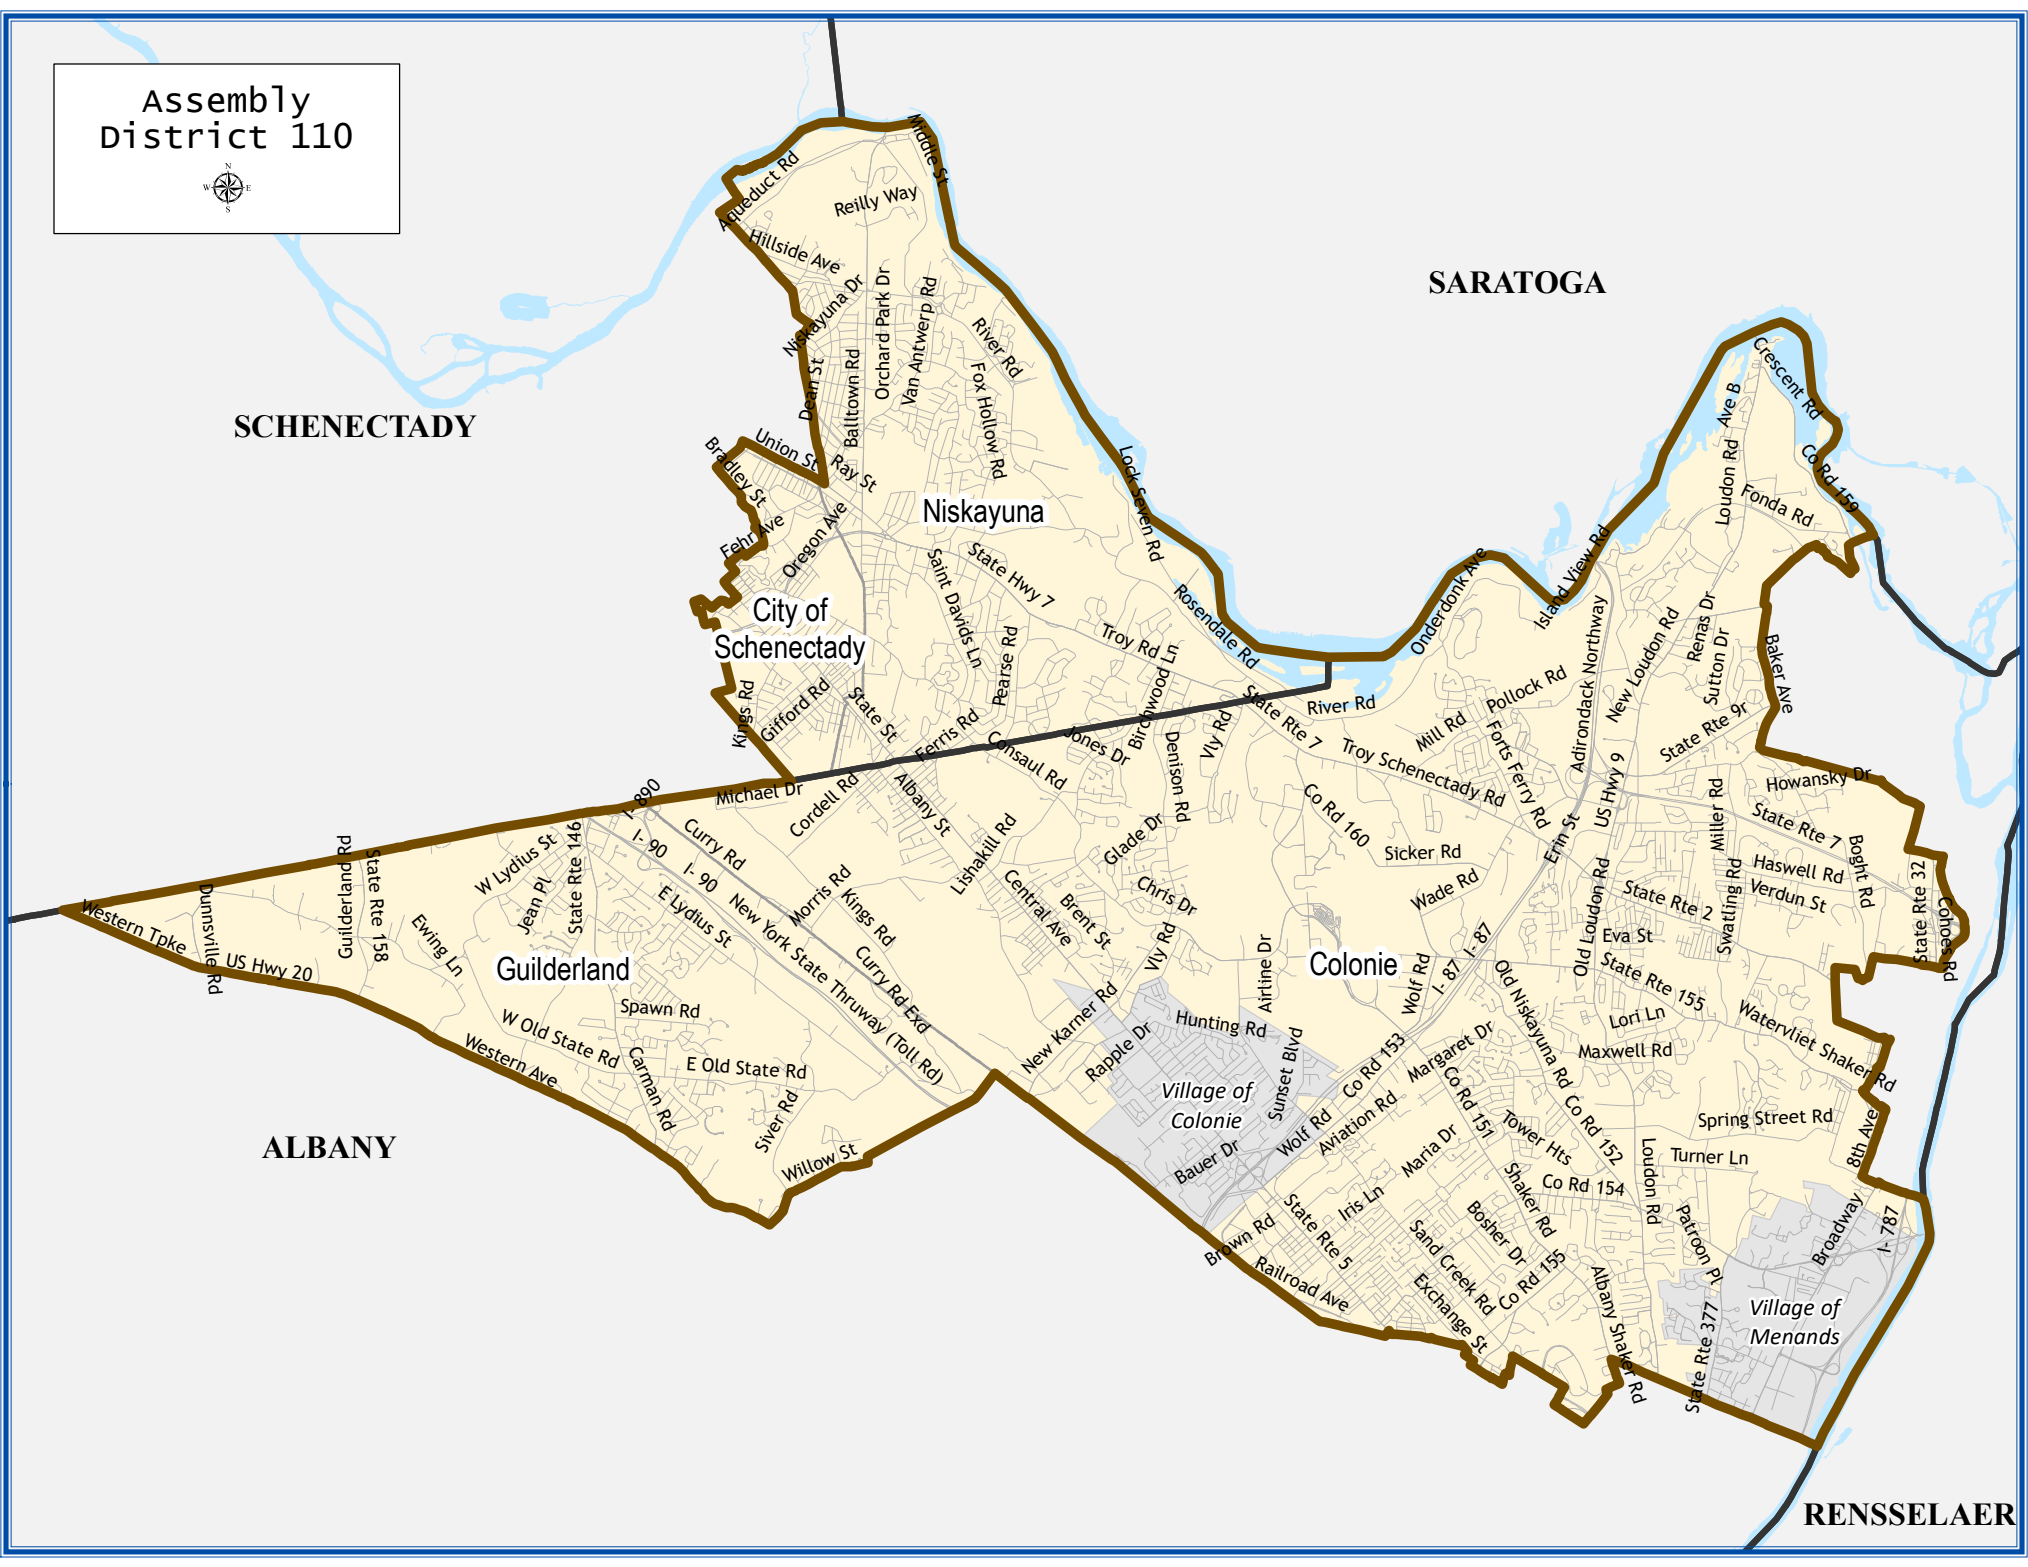 Assembly
District 110
N
W E
S
SARATOGA
SCHENECTADY
ALBANY
RENSSELAER
Middle St
Aqueduct Rd
Reilly Way
Hillside Ave
Niskayuna Dr
Orchard Park Dr
Van Antwerp Rd
River Rd
Dean St
Balltown Rd
Fox Hollow Rd
Union St
Ray St
Bradley St
Niskayuna
Lock Seven Rd
Fehr Ave
Oregon Ave
Saint Davids Ln
State Hwy 7
City of
Schenectady
Rosendale Rd
Pearse Rd
Troy Rd
Birchwood Ln
Kings Rd
Gifford Rd
State St
Ferris Rd
Consaul Rd
Jones Dr
Vly Rd
State Rte 7
River Rd
Denison Rd
Onderdonk Ave
Island View Rd
Crescent Rd
Ave B
Loudon Rd
Co Rd 159
Fonda Rd
Adirondack Northway
New Loudon Rd
Renas Dr
Sutton Dr
Baker Ave
Pollock Rd
Mill Rd
Forts Ferry Rd
State Rte 9r
Troy Schenectady Rd
US Hwy 9
Howansky Dr
Michael Dr
Cordell Rd
Albany St
I- 890
Curry Rd
I- 90
I- 90
W Lydius St
State Rte 146
Jean Pl
E Lydius St
New York State Thruway (Toll Rd)
Morris Rd
Kings Rd
Curry Rd Exd
Lishakill Rd
Glade Dr
Co Rd 160
Sicker Rd
Erin St
Miller Rd
State Rte 7
Boght Rd
Haswell Rd
Verdun St
State Rte 32
Cohoes Rd
Central Ave
Brent St
Chris Dr
Wade Rd
Old Loudon Rd
State Rte 2
Swatling Rd
Eva St
Guilderland Rd
State Rte 158
Dunnsville Rd
Western Tpke
US Hwy 20
Ewing Ln
Guilderland
Spawn Rd
W Old State Rd
E Old State Rd
Western Ave
Carman Rd
Siver Rd
Willow St
Vly Rd
Airline Dr
Colonie
Wolf Rd
I- 87
I- 87
Old Niskayuna Rd
State Rte 155
Lori Ln
Maxwell Rd
Watervliet Shaker Rd
New Karner Rd
Rapple Dr
Hunting Rd
Village of
Colonie
Sunset Blvd
Co Rd 153
Margaret Dr
Wolf Rd
Aviation Rd
Bauer Dr
Co Rd 151
Tower Hts
Co Rd 152
Spring Street Rd
8th Ave
Maria Dr
Turner Ln
Loudon Rd
Co Rd 154
Shaker Rd
Iris Ln
Brown Rd
State Rte 5
Bosher Dr
Sand Creek Rd
Co Rd 155
Patroon Pl
Broadway
I- 787
Railroad Ave
Exchange St
Albany Shaker Rd
State Rte 377
Village of
Menands